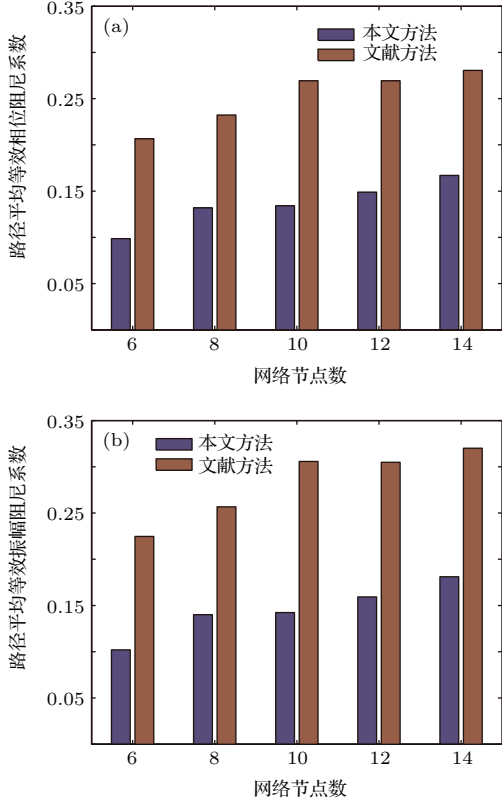 0.35
(a)
本文方法
文献方法
0.25
0.15
0.05
路径平均等效相位阻尼系数
6 8 10 12 14
网络节点数
0.35
(b)
本文方法
文献方法
0.25
0.15
0.05
路径平均等效振幅阻尼系数
6 8 10 12 14
网络节点数